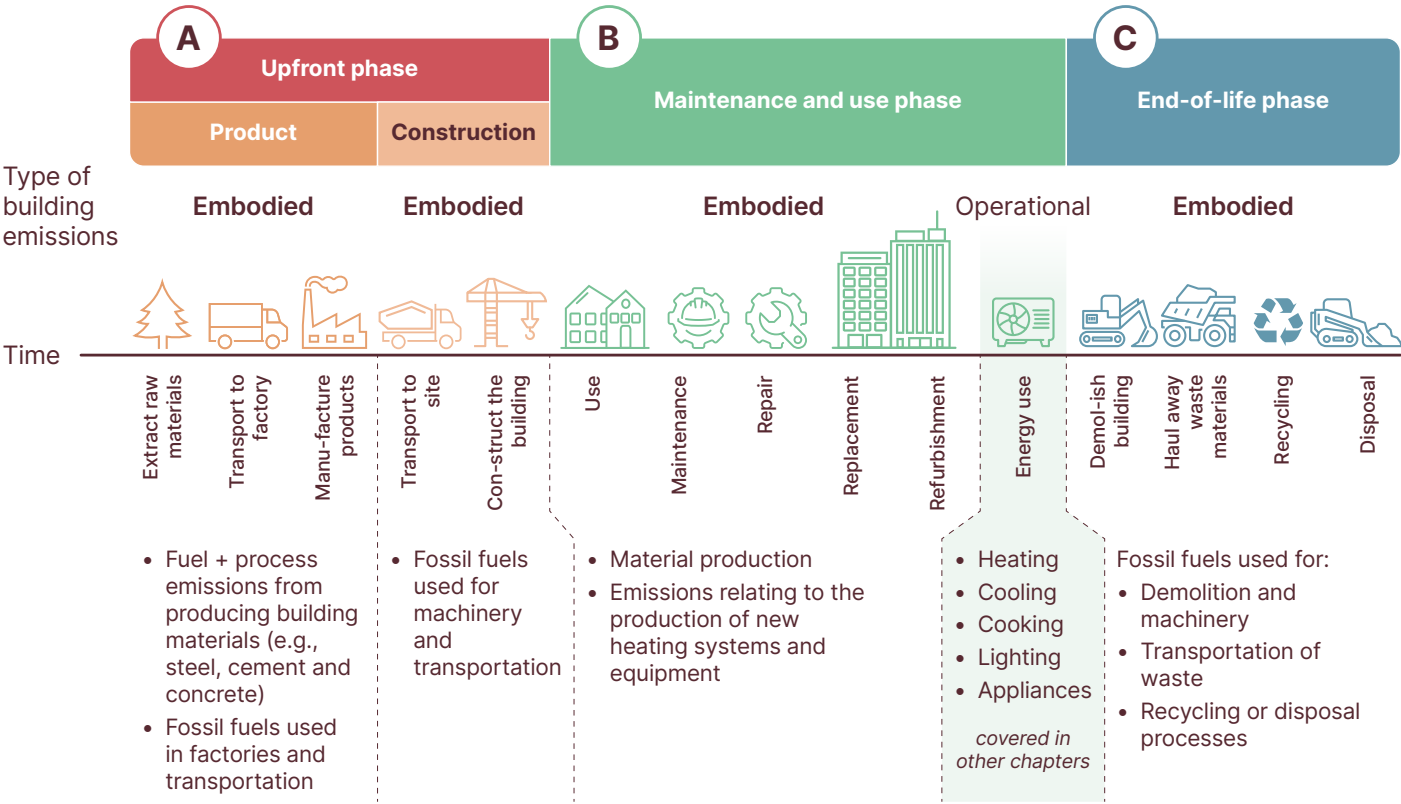 A
B
C
Upfront phase
Maintenance and use phase
End-of-life phase
Product
Construction
Type of
building
emissions
Embodied
Embodied
Embodied
Operational
Embodied
Time
Extract raw
materials
Transport to
factory
Manu-facture
products
Transport to
site
Con-struct the
building
Use
Maintenance
Repair
Replacement
Refurbishment
Energy use
Demol-ish
building
Haul away
waste
materials
Recycling
Disposal
• Fuel + process
emissions from
producing building
materials (e.g.,
steel, cement and
concrete)
• Fossil fuels used
in factories and
transportation
• Fossil fuels
used for
machinery
and
transportation
• Material production
• Emissions relating to the
production of new
heating systems and
equipment
• Heating
• Cooling
• Cooking
• Lighting
• Appliances
covered in
other chapters
Fossil fuels used for:
• Demolition and
machinery
• Transportation of
waste
• Recycling or disposal
processes